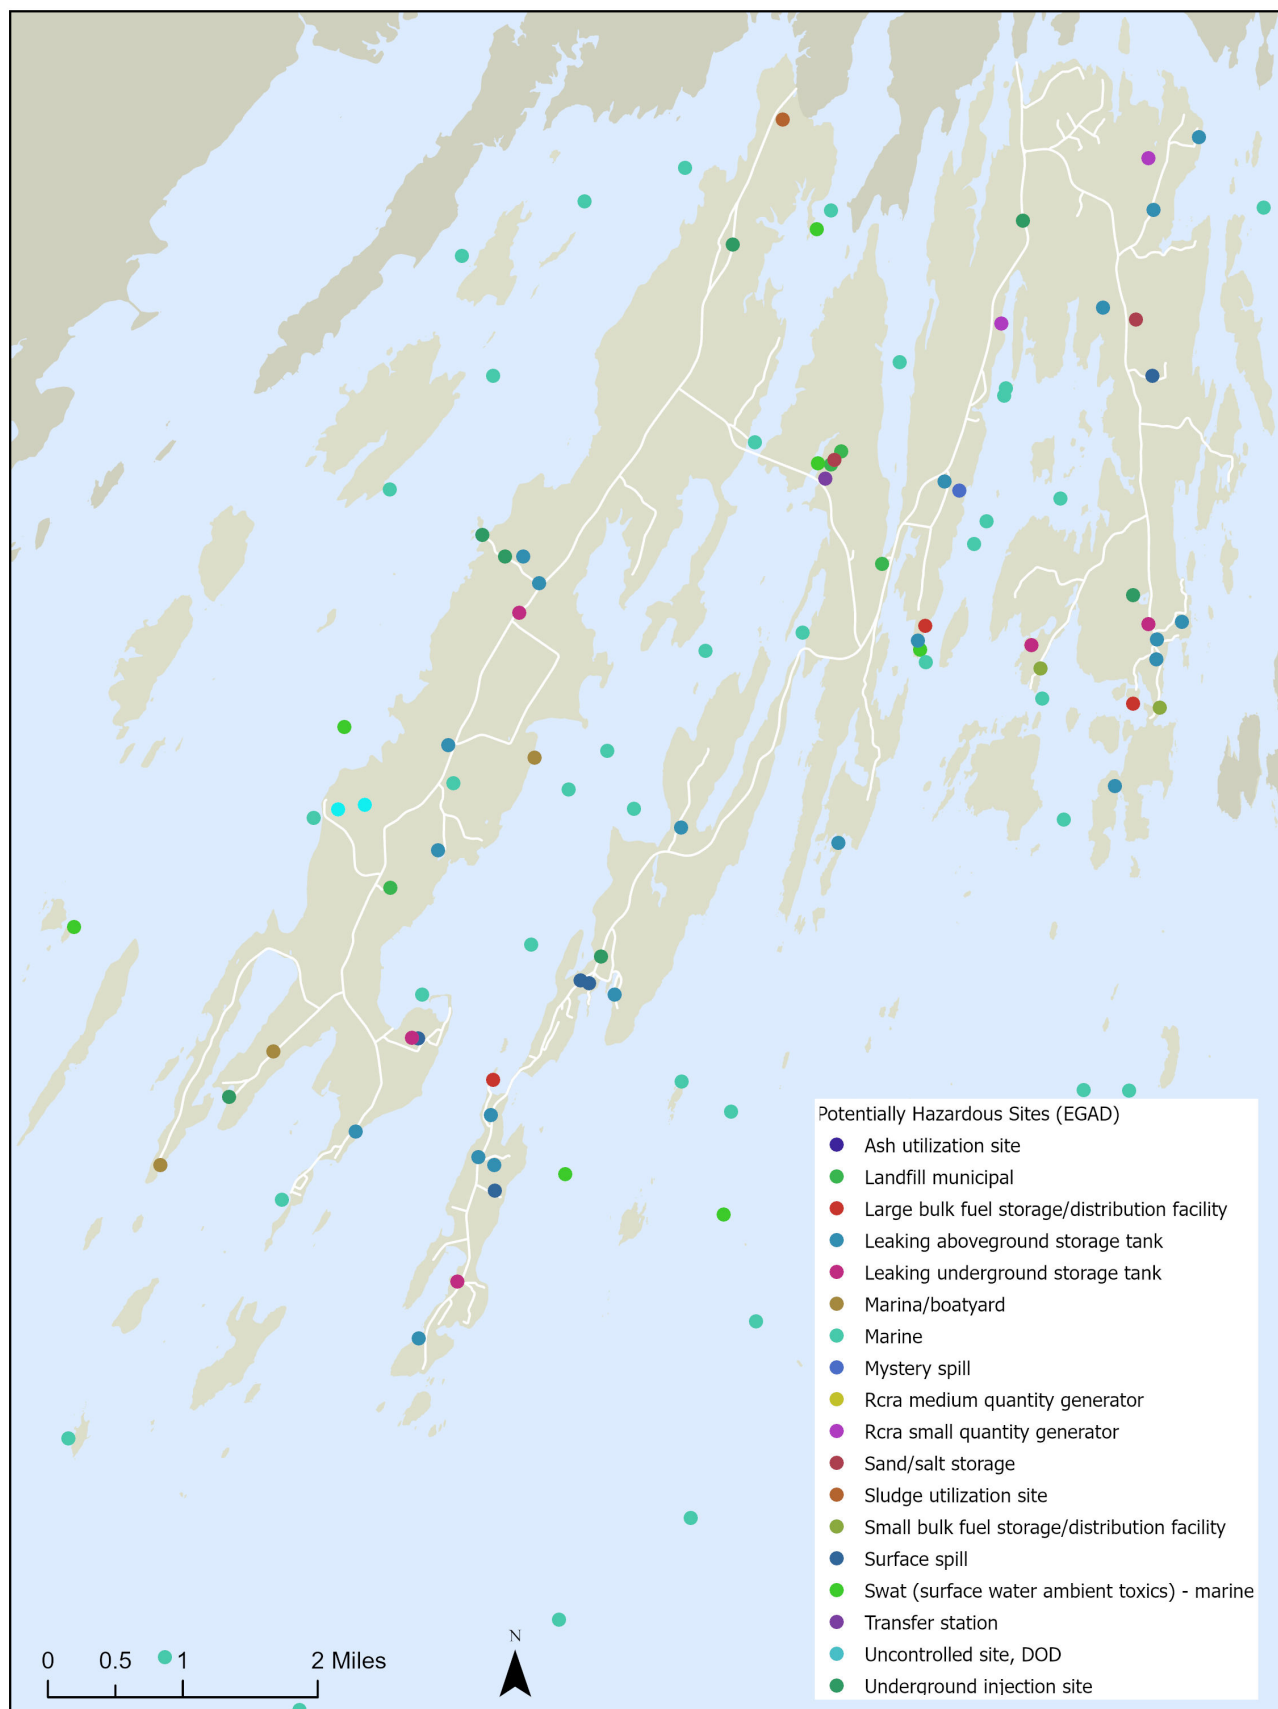 Potentially Hazardous Sites (EGAD)
Ash utilization site
Landfill municipal
Large bulk fuel storage/distribution facility
Leaking aboveground storage tank
Leaking underground storage tank
Marina/boatyard
Marine
Mystery spill
Rcra medium quantity generator
Rcra small quantity generator
Sand/salt storage
Sludge utilization site
Small bulk fuel storage/distribution facility
Surface spill
Swat (surface water ambient toxics) - marine
Transfer station
Uncontrolled site, DOD
Underground injection site
N
0 0.5 1 2 Miles